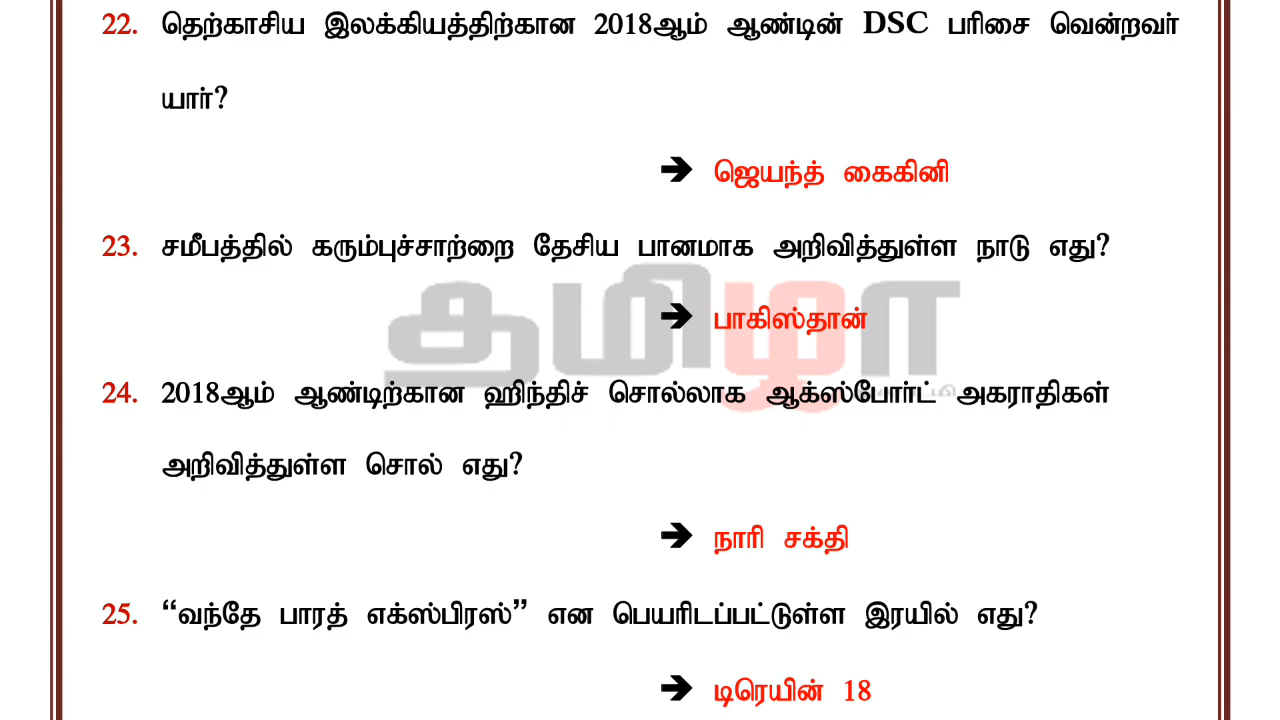 22. தெற்காசிய இலக்கியத்திற்கான 2018ஆம் ஆண்டின் DSC பரிசை வென்றவர்
யார்?
➔ ஜெயந்த் கைகினி
23. சமீபத்தில் கரும்புச்சாற்றை தேசிய பானமாக அறிவித்துள்ள நாடு எது?
தமிழா
➔ பாகிஸ்தான்
24. 2018ஆம் ஆண்டிற்கான ஹிந்திச் சொல்லாக ஆக்ஸ்போர்ட் அகராதிகள்
அறிவித்துள்ள சொல் எது?
➔ நாரி சக்தி
25. “வந்தே பாரத் எக்ஸ்பிரஸ்” என பெயரிடப்பட்டுள்ள இரயில் எது?
➔ டிரெயின் 18